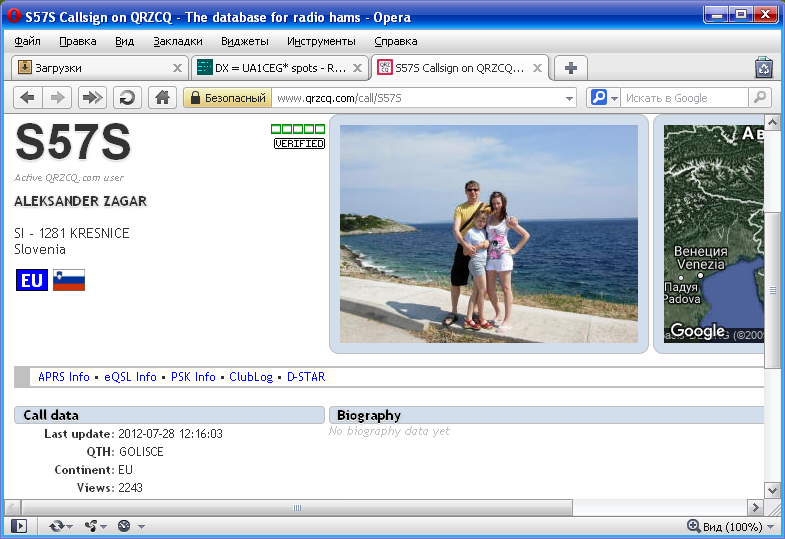 S57S Callsign on QRZCQ - The database for radio hams - Opera
Файл Правка Вид Закладки Виджеты Инструменты Справка
Загрузки DX = UA1CEG* spots - R... S57S Callsign on QRZCQ...
Безопасный www.qrzcq.com/call/S57S Искать в Google
S57S
VERIFIED
Active QRZCQ.com user
ALEKSANDER ZAGAR
SI - 1281 KRESNICE
Slovenia
EU
Ав
Венеция
Venezia
Падуя
Padova
Google
APRS Info • eQSL Info • PSK Info • ClubLog • D-STAR
Call data
Last update: 2012-07-28 12:16:03
QTH: GOLISCE
Continent: EU
Views: 2243
Biography
No biography data yet
Вид (100%)